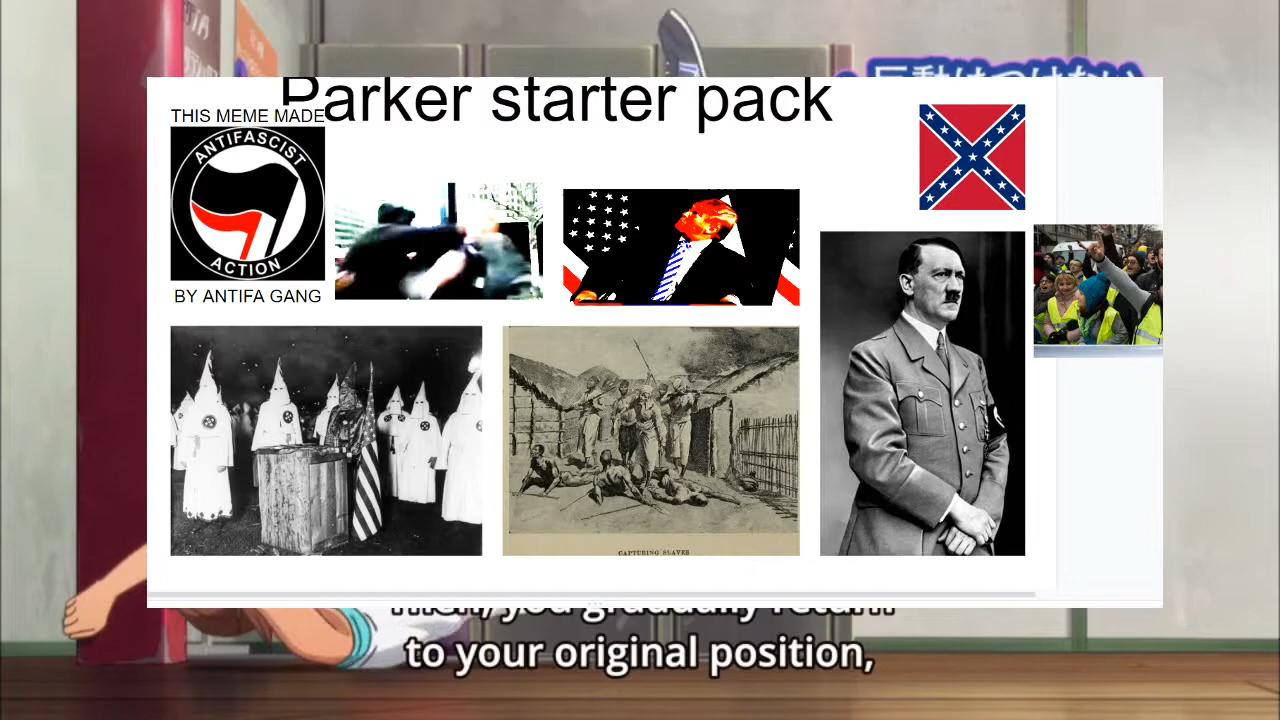 Parker starter pack
THIS MEME MADE
ANTIFASCIST
ACTION
BY ANTIFA GANG
CAPTURING SLAVES
to your original position,